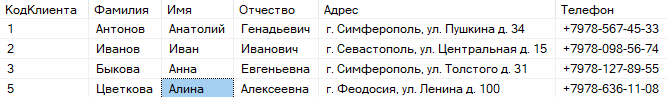 КодКлиента Фамилия Имя Отчество Адрес Телефон
1 Антонов Анатолий Генадьевич г. Симферополь, ул. Пушкина д. 34 +7978-567-45-33
2 Иванов Иван Иванович г. Севастополь, ул. Центральная д. 15 +7978-098-56-74
3 Быкова Анна Евгеньевна г. Симферополь, ул. Толстого д. 31 +7978-127-89-55
5 Цветкова Алина Алексеевна г. Феодосия, ул. Ленина д. 100 +7978-636-11-08